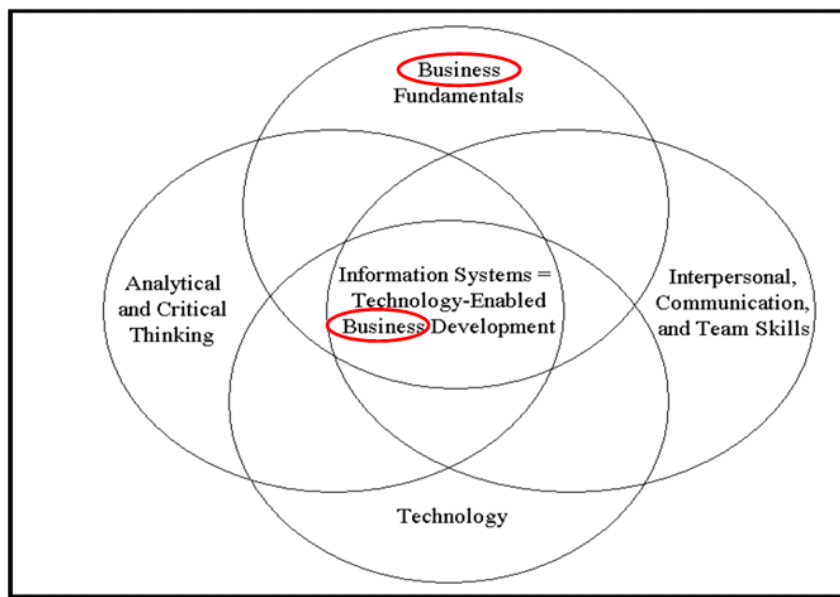 Business
Fundamentals
Analytical
and Critical
Thinking
Information Systems =
Technology-Enabled
Business Development
Interpersonal,
Communication,
and Team Skills
Technology